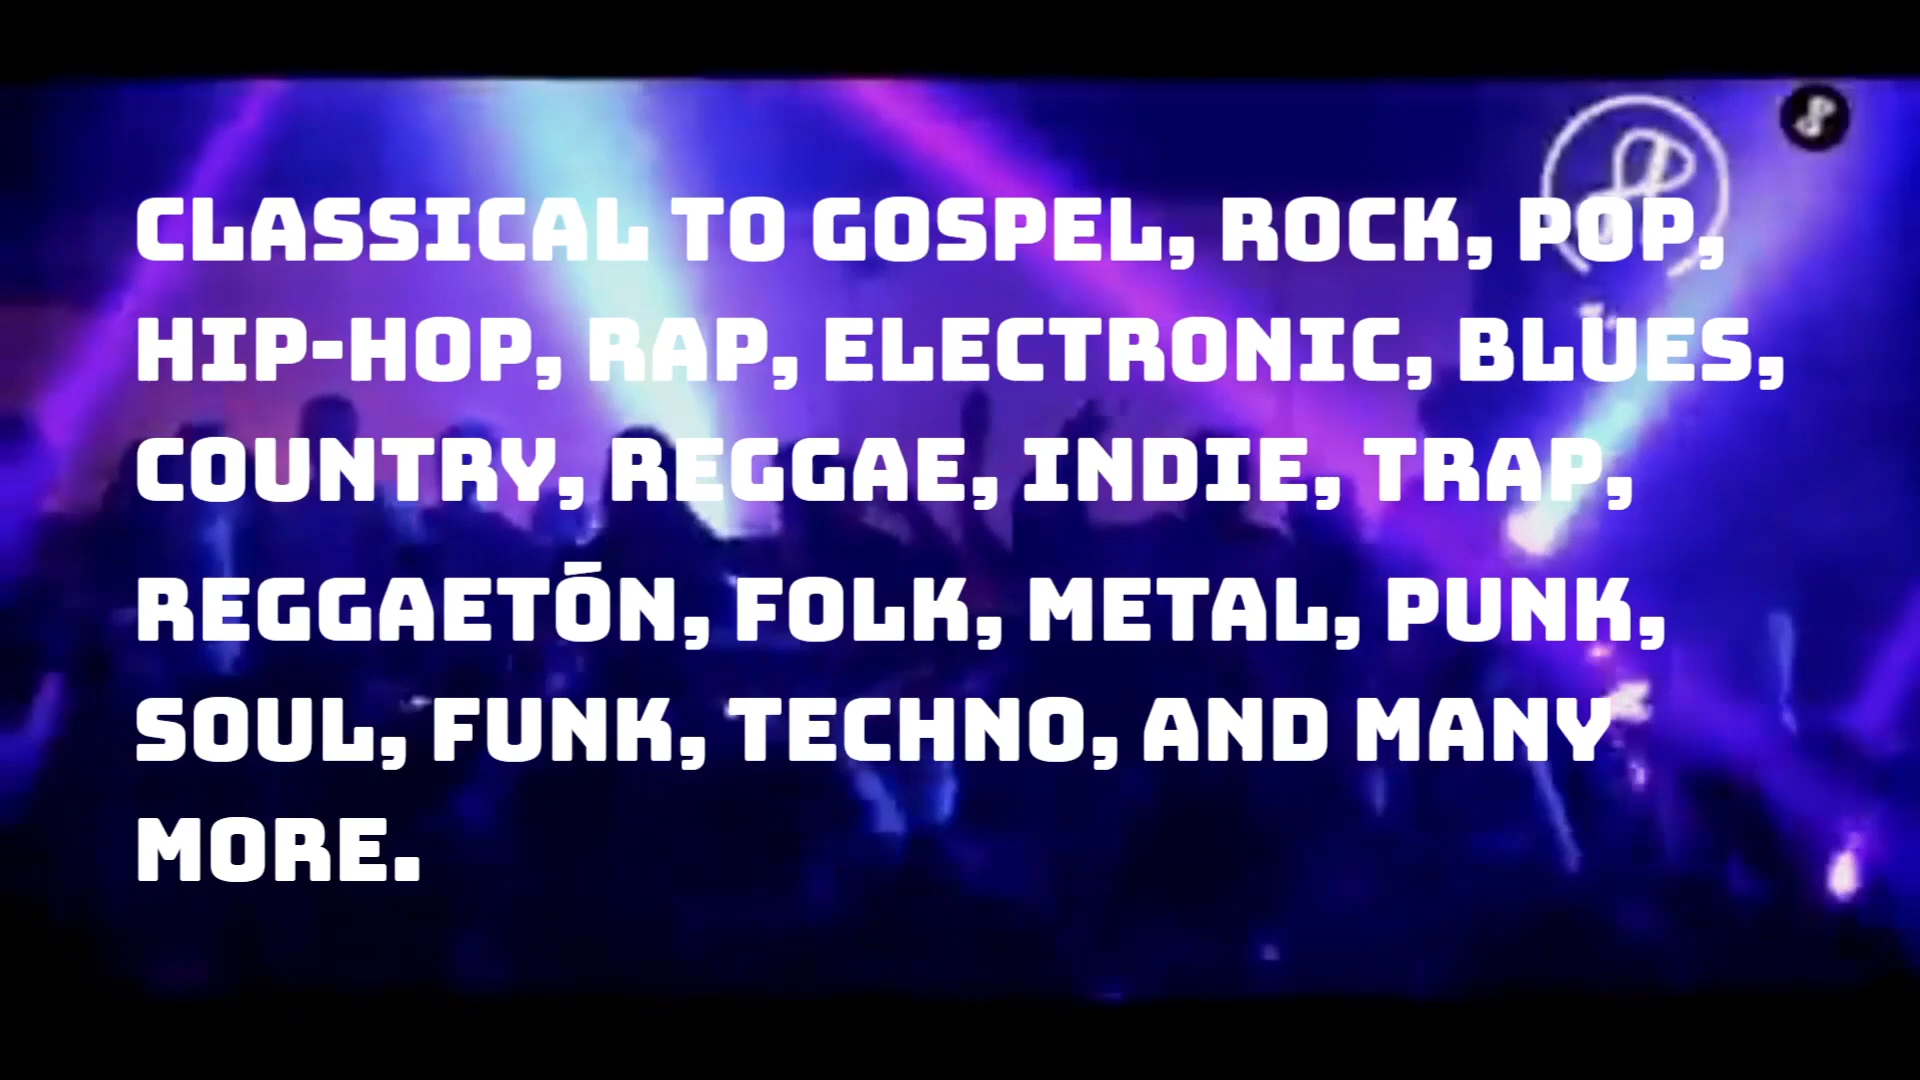 CLASSICAL TO GOSPEL, ROCK, POP,
HIP-HOP, RAP, ELECTRONIC, BLUES,
COUNTRY, REGGAE, INDIE, TRAP,
REGGAETŌN, FOLK, METAL, PUNK,
SOUL, FUNK, TECHNO, AND MANY
MORE.